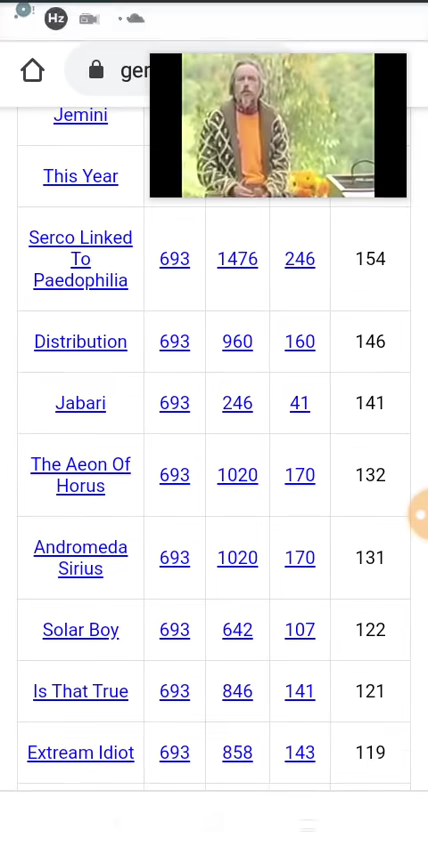 Hz
ger
Jemini
This Year
Serco Linked To Paedophilia 693 1476 246 154
Distribution 693 960 160 146
Jabari 693 246 41 141
The Aeon Of Horus 693 1020 170 132
Andromeda Sirius 693 1020 170 131
Solar Boy 693 642 107 122
Is That True 693 846 141 121
Extream Idiot 693 858 143 119